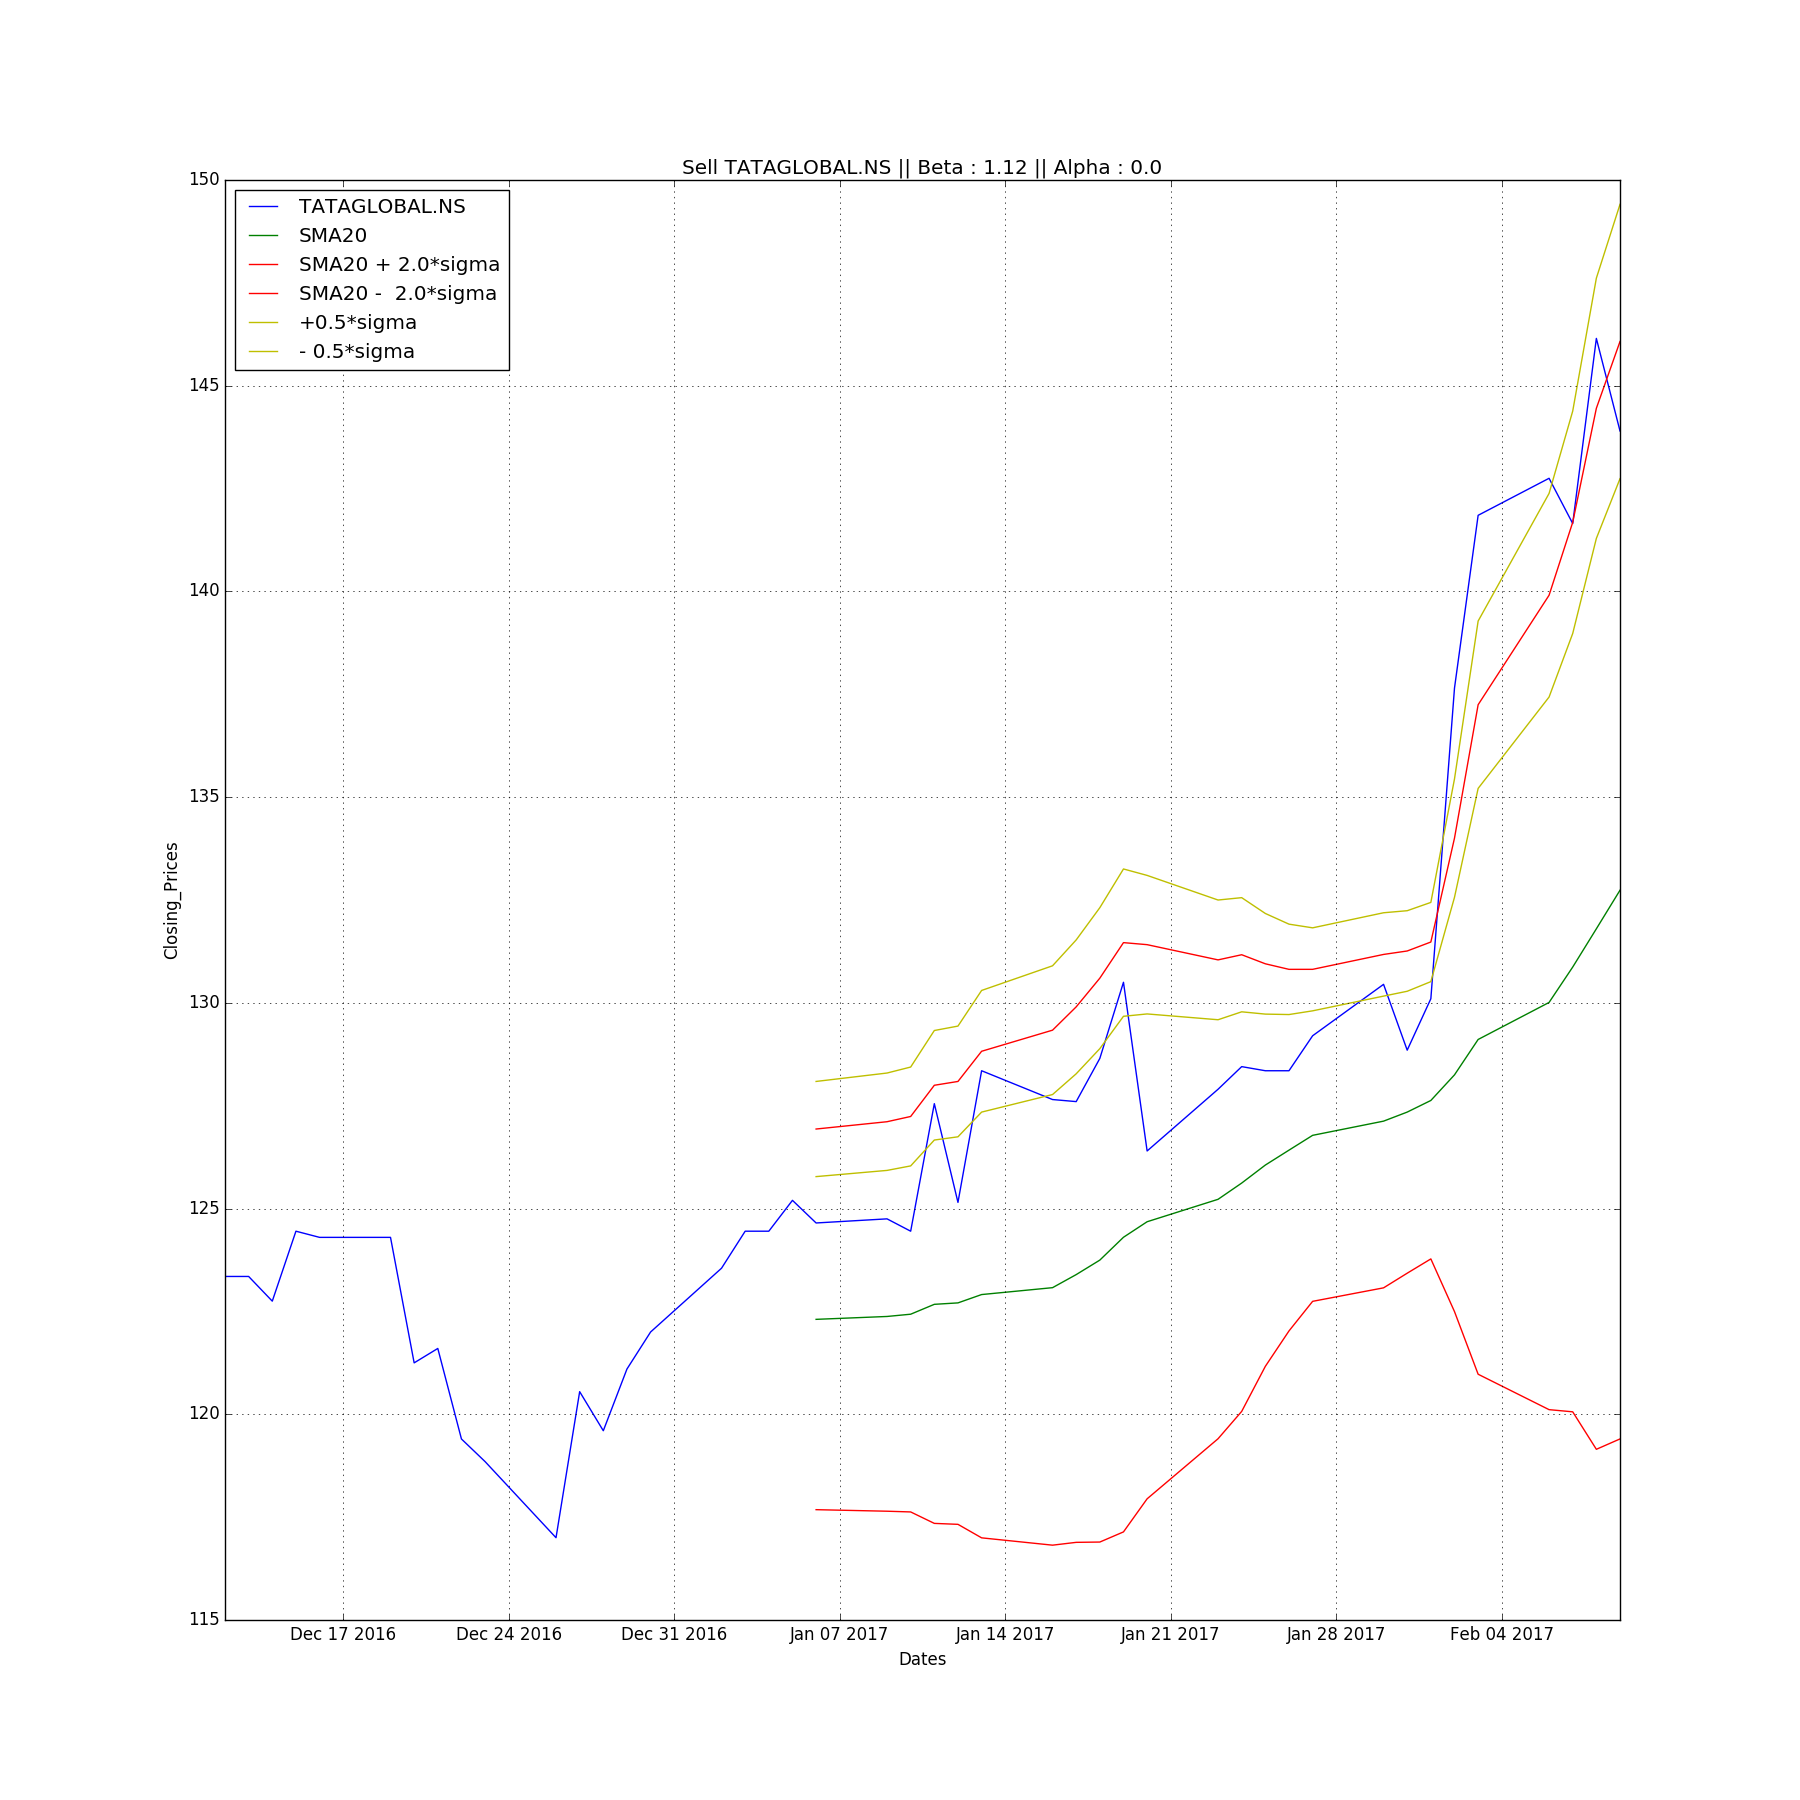 Sell TATAGLOBAL.NS || Beta : 1.12 || Alpha : 0.0
150
TATAGLOBAL.NS
SMA20
SMA20 + 2.0*sigma
SMA20 -  2.0*sigma
+0.5*sigma
- 0.5*sigma
145
140
135
Closing_Prices
130
125
120
115
Dec 17 2016 Dec 24 2016 Dec 31 2016 Jan 07 2017 Jan 14 2017 Jan 21 2017 Jan 28 2017 Feb 04 2017
Dates